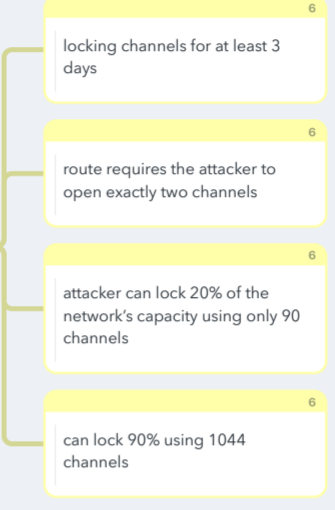 6
locking channels for at least 3
days
6
route requires the attacker to
open exactly two channels
6
attacker can lock 20% of the
network’s capacity using only 90
channels
6
can lock 90% using 1044
channels